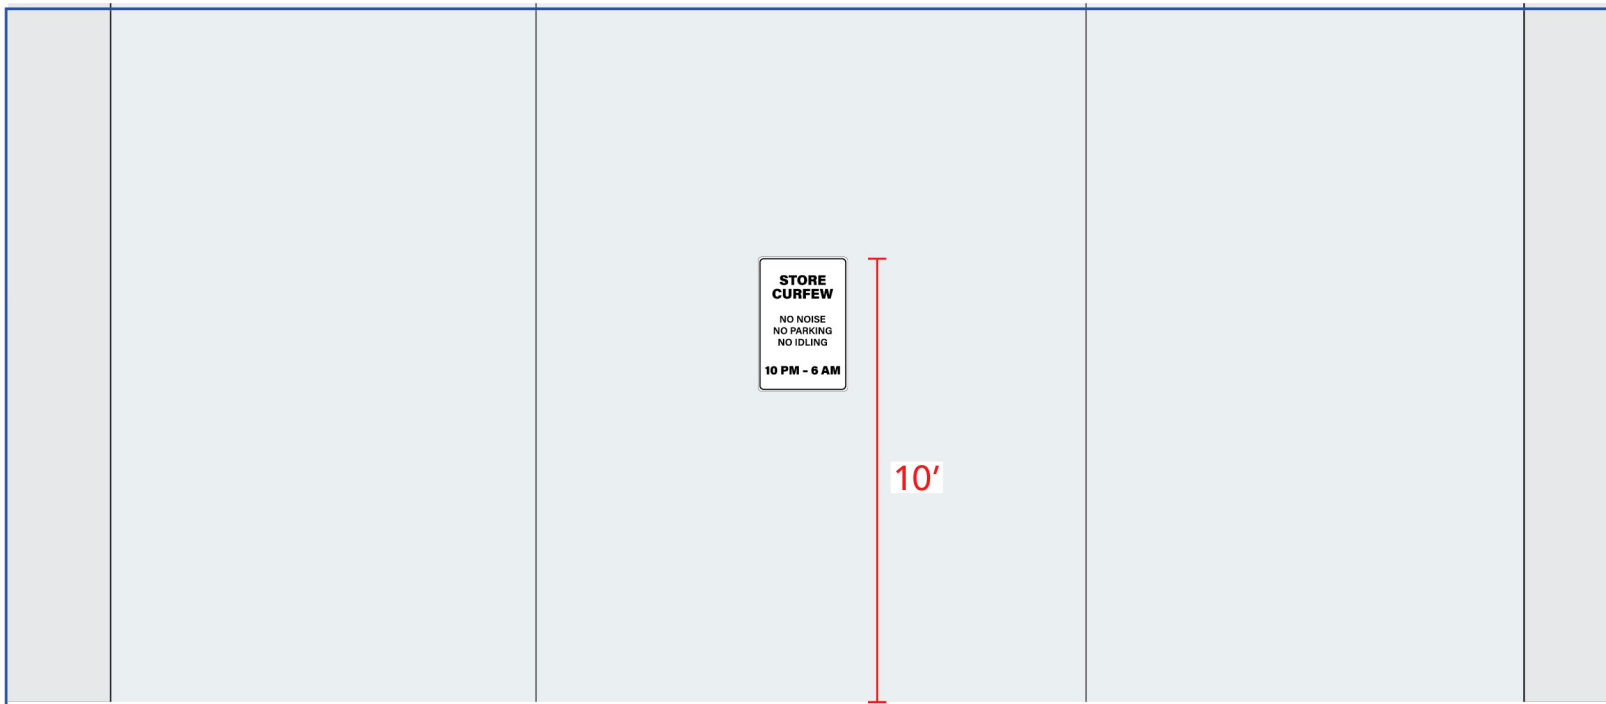 STORE
CURFEW
NO NOISE
NO PARKING
NO IDLING
10 PM – 6 AM
10′